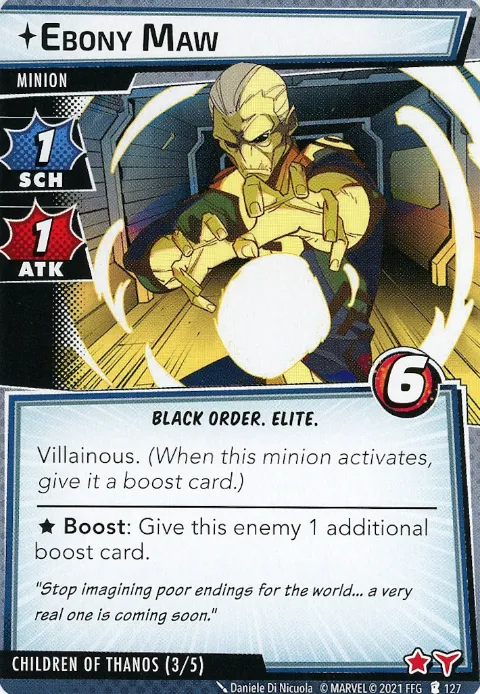 Ebony Maw
MINION
1
SCH
1
ATK
6
BLACK ORDER. ELITE.
Villainous. (When this minion activates,
give it a boost card.)
★ Boost: Give this enemy 1 additional
boost card.
"Stop imagining poor endings for the world... a very
real one is coming soon."
CHILDREN OF THANOS (3/5)
Daniele Di Nicuola © MARVEL © 2021 FFG 127